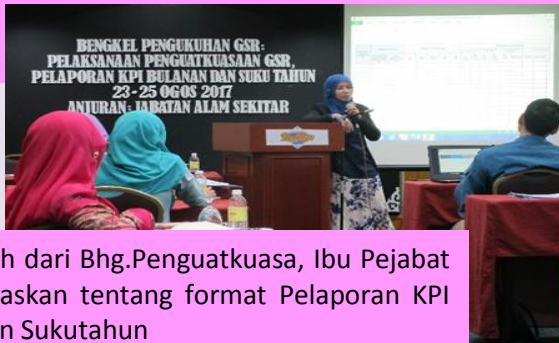 BENGKEL PENGUKUHAN GSR:
PELAKSANAAN PENGUATKUASAAN GSR,
PELAPORAN KPI BULANAN DAN SUKU TAHUN
23-25 OGOS 2017
ANJURAN: JABATAN ALAM SEKITAR
h dari Bhg.Penguatkuasa, Ibu Pejabat
askan tentang format Pelaporan KPI
n Sukutahun